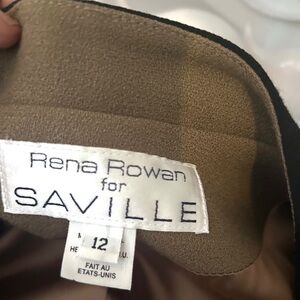 Rena Rowan
for
SAVILLE
12
FAIT AU
ETATS-UNIS